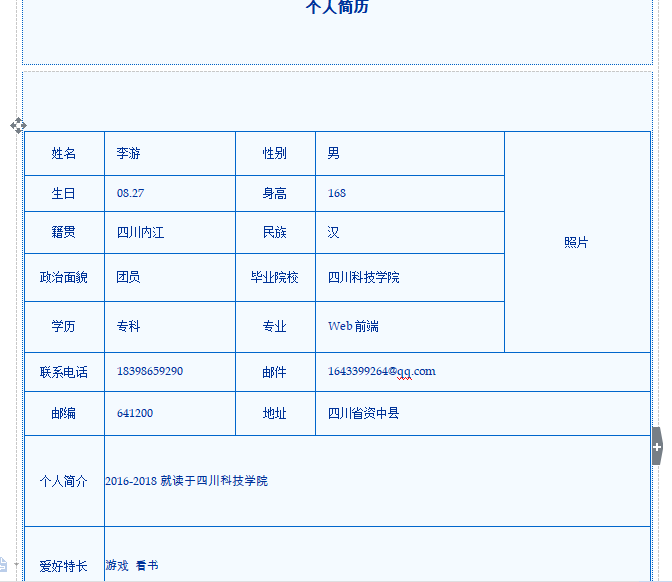 个人简历
姓名 李游 性别 男 照片
生日 08.27 身高 168
籍贯 四川内江 民族 汉
政治面貌 团员 毕业院校 四川科技学院
学历 专科 专业 Web 前端
联系电话 18398659290 邮件 1643399264@qq.com
邮编 641200 地址 四川省资中县
个人简介 2016-2018 就读于四川科技学院
爱好特长 游戏 看书